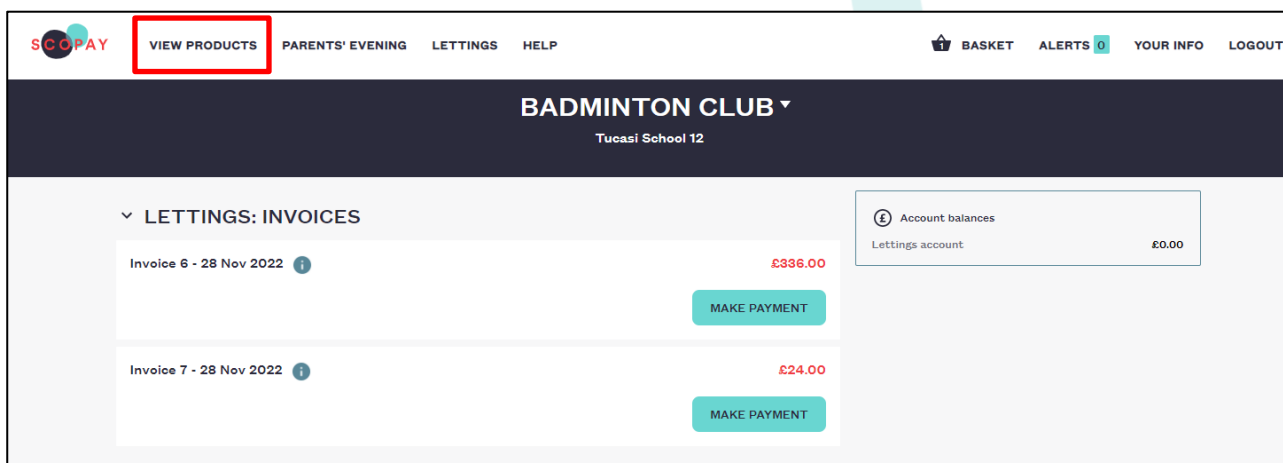 SCOPAY VIEW PRODUCTS PARENTS' EVENING LETTINGS HELP 1 BASKET ALERTS 0 YOUR INFO LOGOUT
BADMINTON CLUB
Tucasi School 12
LETTINGS: INVOICES
Invoice 6 - 28 Nov 2022 i £336.00
MAKE PAYMENT
Invoice 7 - 28 Nov 2022 i £24.00
MAKE PAYMENT
£ Account balances
Lettings account £0.00